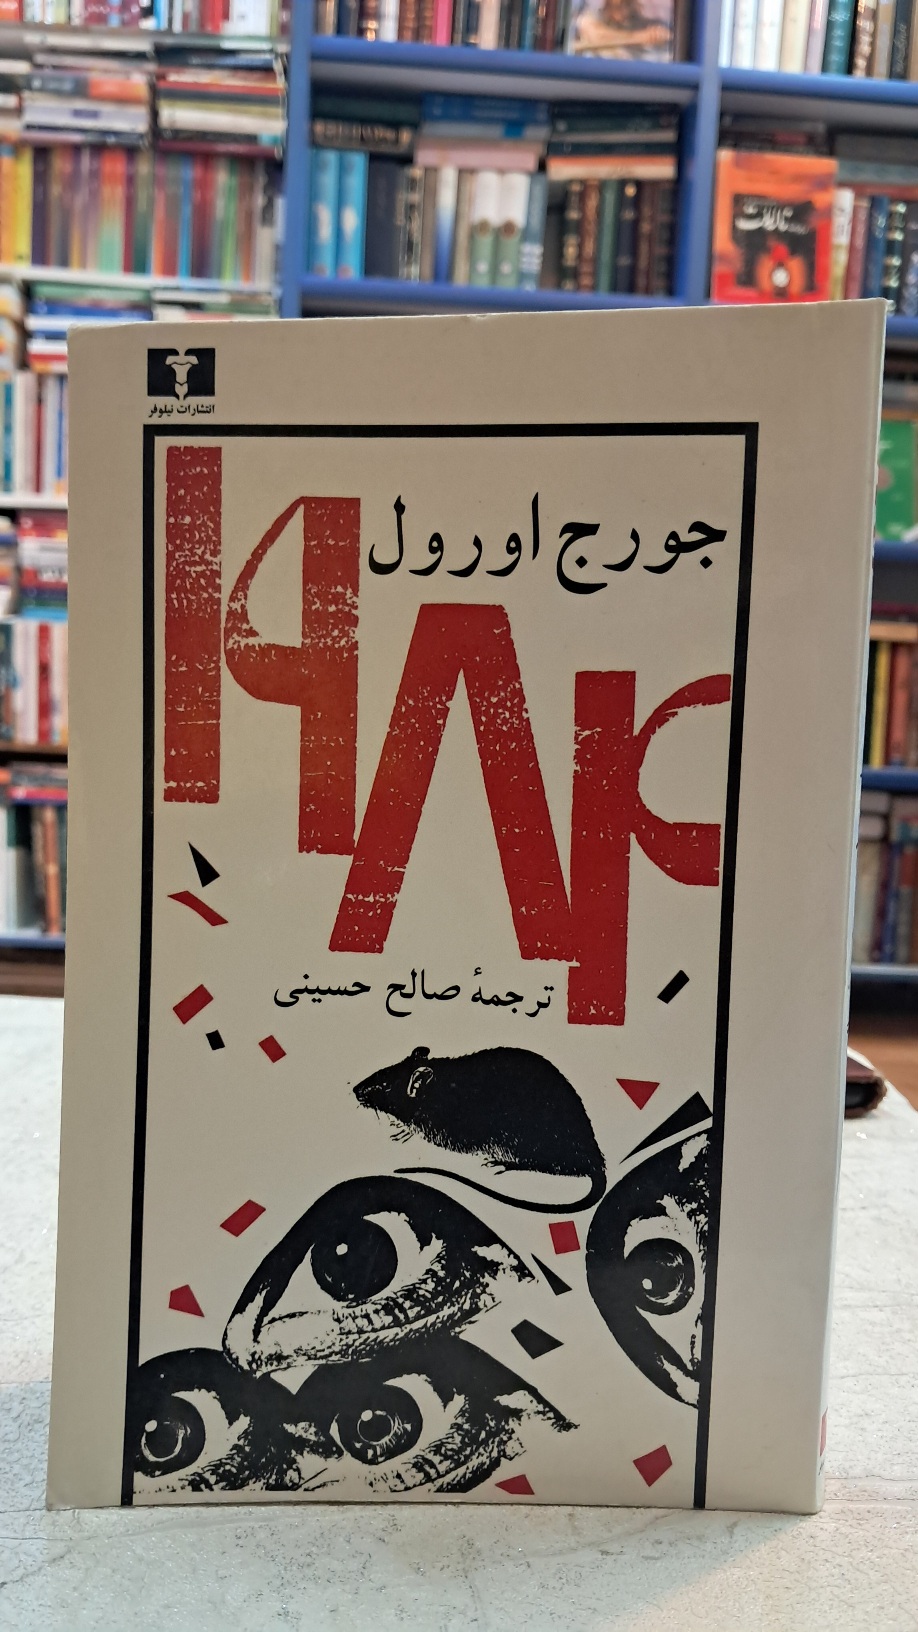 انتشارات نیلوفر
جورج اورول
۱۹۸۴
ترجمهٔ صالح حسینی